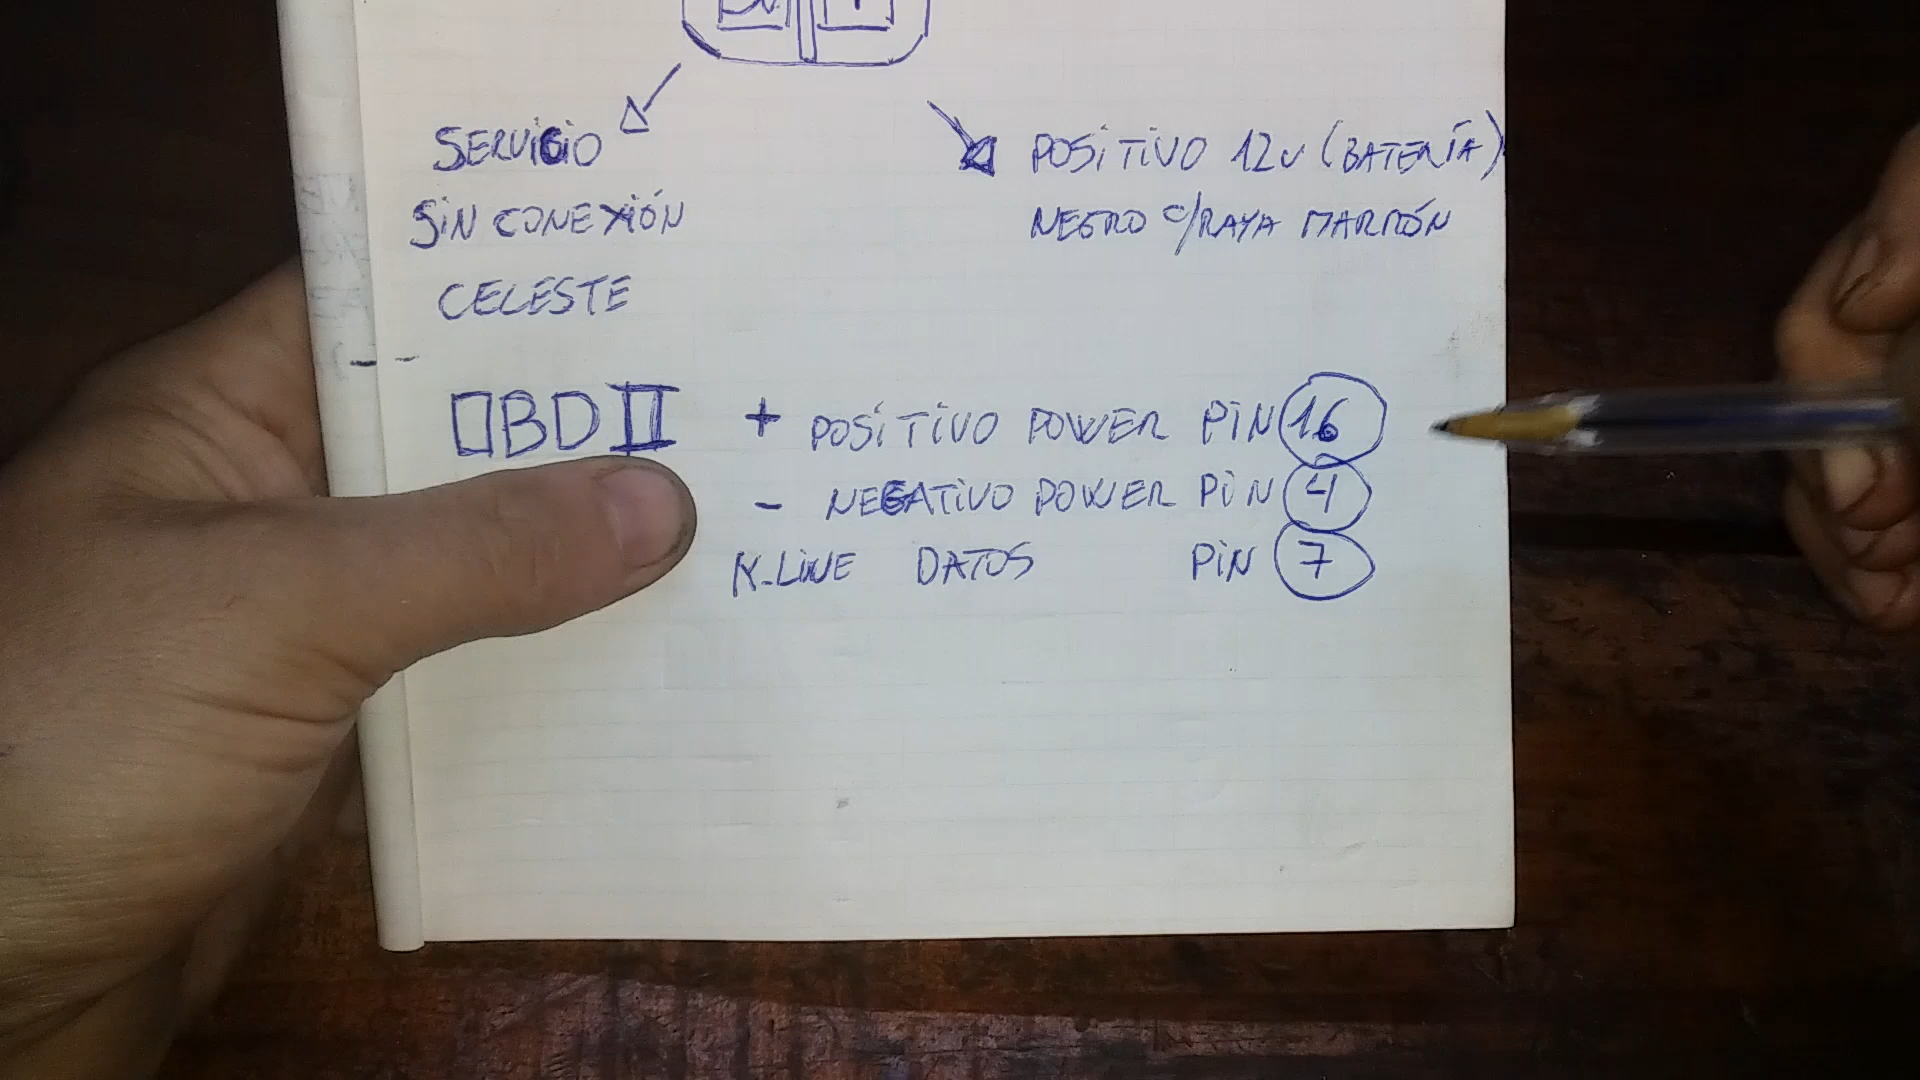 SERVICIO
SIN CONEXIÓN
CELESTE
POSITIVO 12V (BATERÍA)
NEGRO C/RAYA MARRÓN
OBD II
+ POSITIVO POWER PIN 16
- NEGATIVO POWER PIN 4
K-LINE DATOS PIN 7